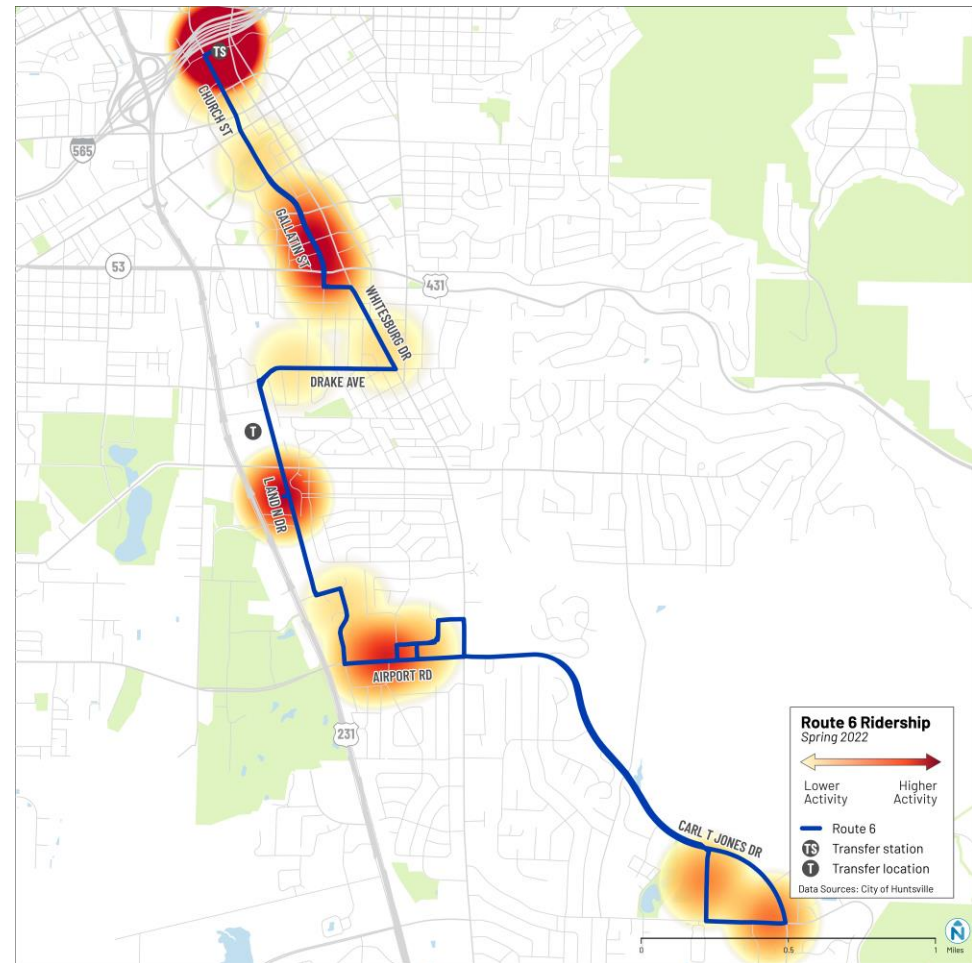 TS
CHURCH ST
565
GALLATIN ST
53
431
WHITESBURG DR
DRAKE AVE
T
LAND N DR
AIRPORT RD
231
CARL T JONES DR
Route 6 Ridership
Spring 2022
Lower Activity
Higher Activity
Route 6
TS Transfer station
T Transfer location
Data Sources: City of Huntsville
0 0.5 1
N
Miles